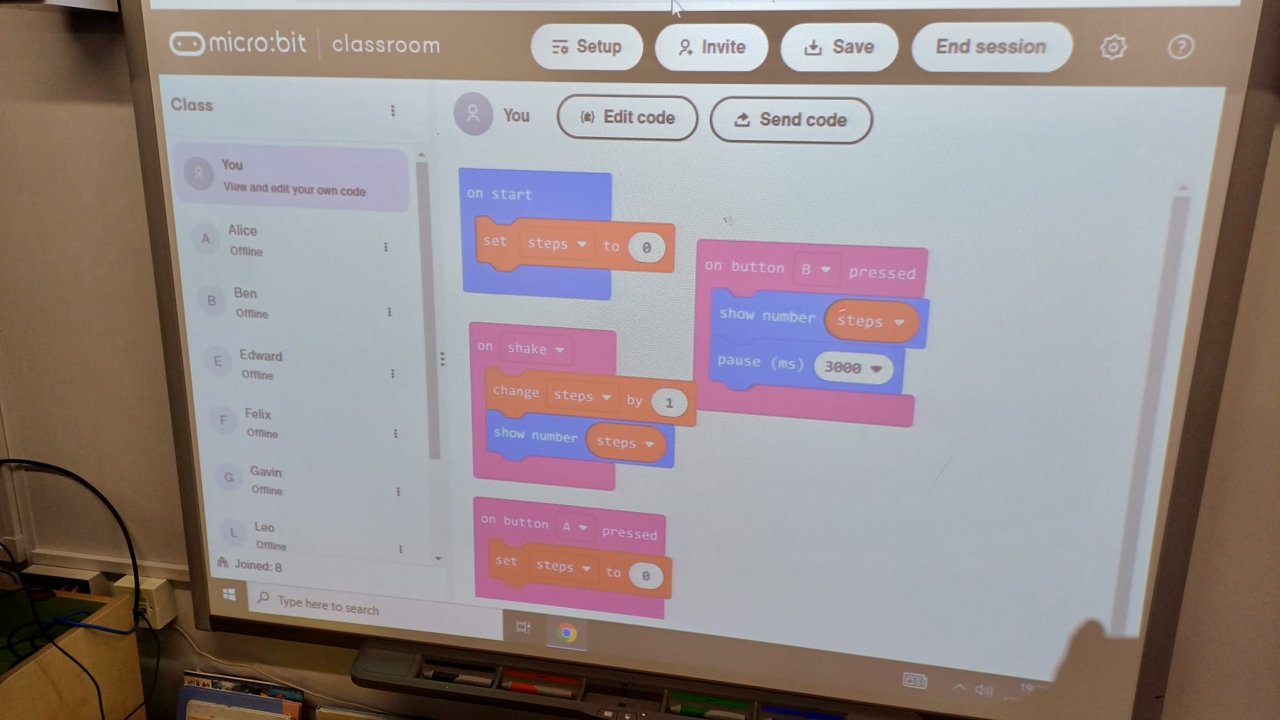 micro:bit classroom
Setup
Invite
Save
End session
?
Class
You
View and edit your own code
A
Alice
Offline
B
Ben
Offline
E
Edward
Offline
F
Felix
Offline
G
Gavin
Offline
L
Leo
Offline
Joined: 8
You
Edit code
Send code
on start
set steps to 0
on shake
change steps by 1
show number steps
on button A pressed
set steps to 0
on button B pressed
show number steps
pause (ms) 3000
Type here to search